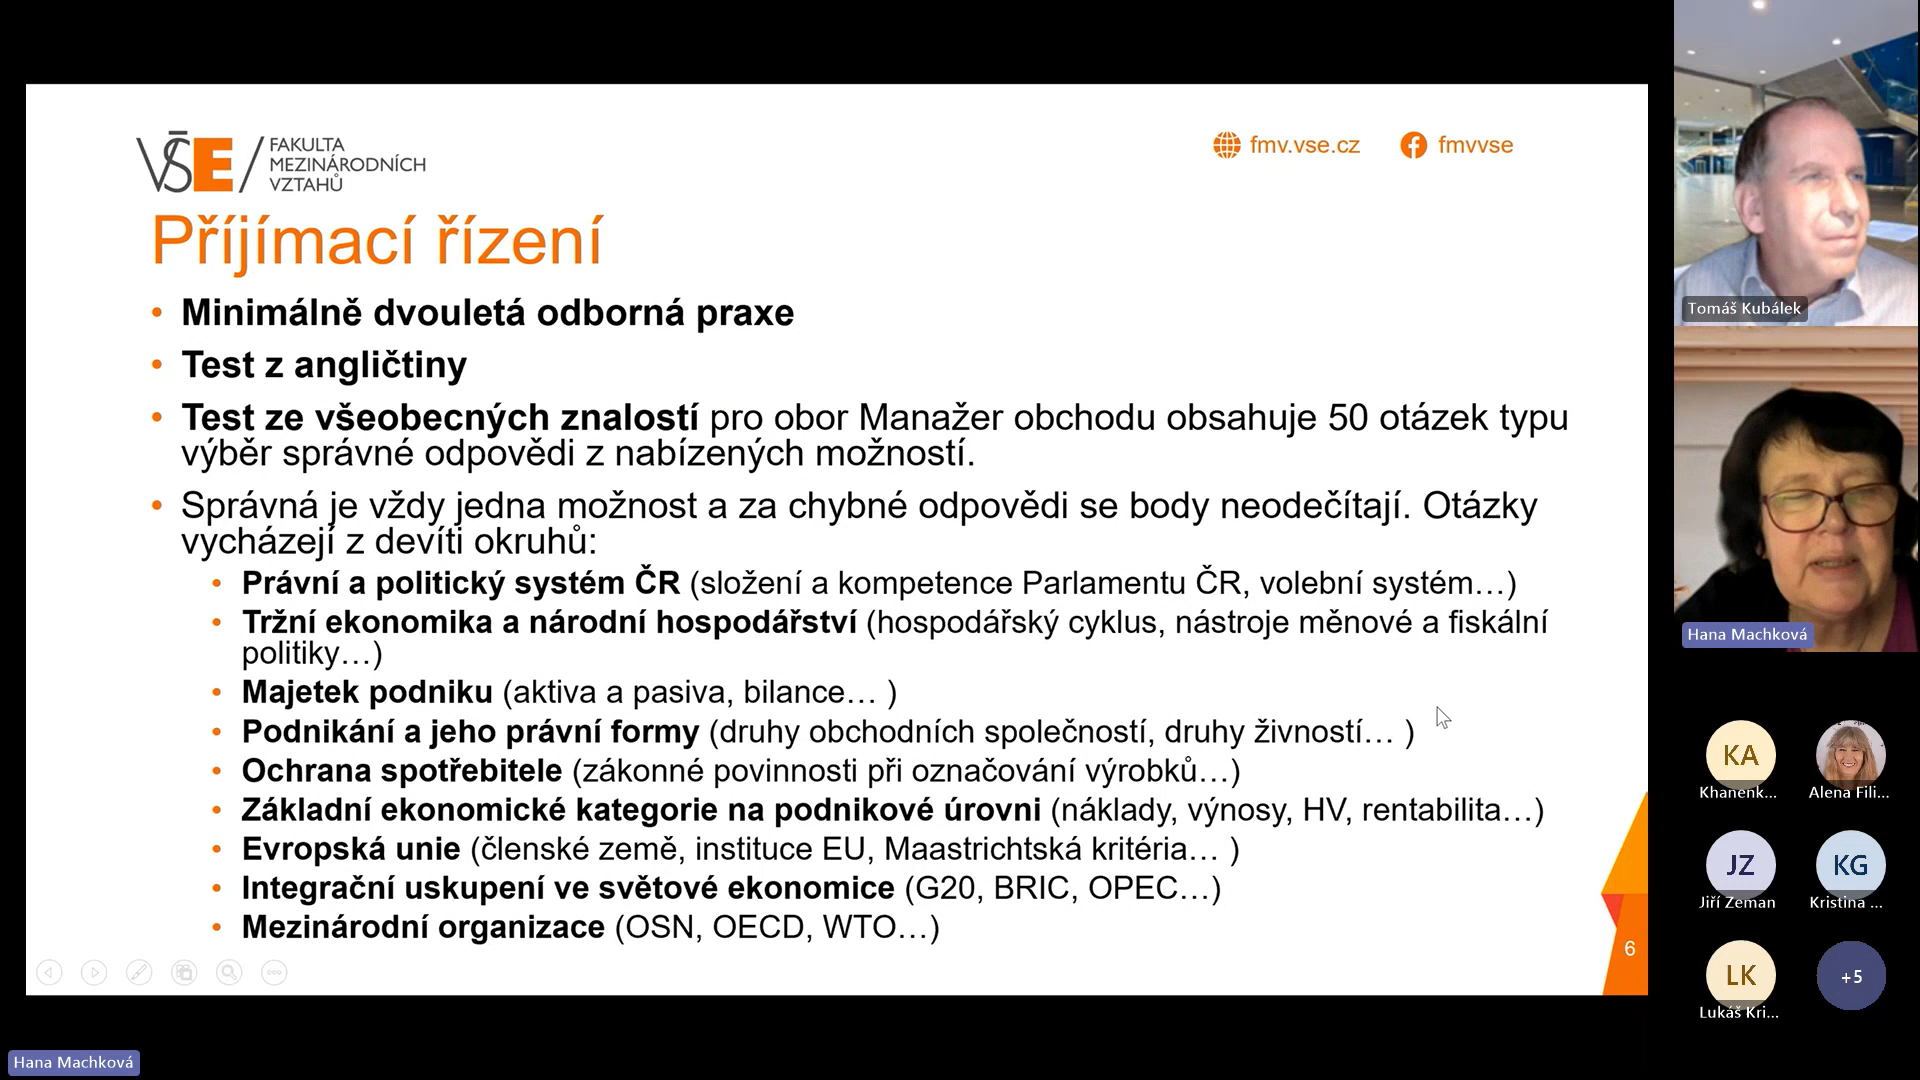 VŠE / FAKULTA
MEZINÁRODNÍCH
VZTAHŮ
fmv.vse.cz
fmvvse
Příjímací řízení
• Minimálně dvouletá odborná praxe
• Test z angličtiny
• Test ze všeobecných znalostí pro obor Manažer obchodu obsahuje 50 otázek typu
výběr správné odpovědi z nabízených možností.
• Správná je vždy jedna možnost a za chybné odpovědi se body neodečítají. Otázky
vycházejí z devíti okruhů:
• Právní a politický systém ČR (složení a kompetence Parlamentu ČR, volební systém…)
• Tržní ekonomika a národní hospodářství (hospodářský cyklus, nástroje měnové a fiskální
politiky…)
• Majetek podniku (aktiva a pasiva, bilance… )
• Podnikání a jeho právní formy (druhy obchodních společností, druhy živností… )
• Ochrana spotřebitele (zákonné povinnosti při označování výrobků…)
• Základní ekonomické kategorie na podnikové úrovni (náklady, výnosy, HV, rentabilita…)
• Evropská unie (členské země, instituce EU, Maastrichtská kritéria… )
• Integrační uskupení ve světové ekonomice (G20, BRIC, OPEC…)
• Mezinárodní organizace (OSN, OECD, WTO…)
6
Tomáš Kubálek
Hana Machková
KA
Khanenk...
Alena Fili...
JZ
Jiří Zeman
KG
Kristina ...
LK
Lukáš Kri...
+5
Hana Machková